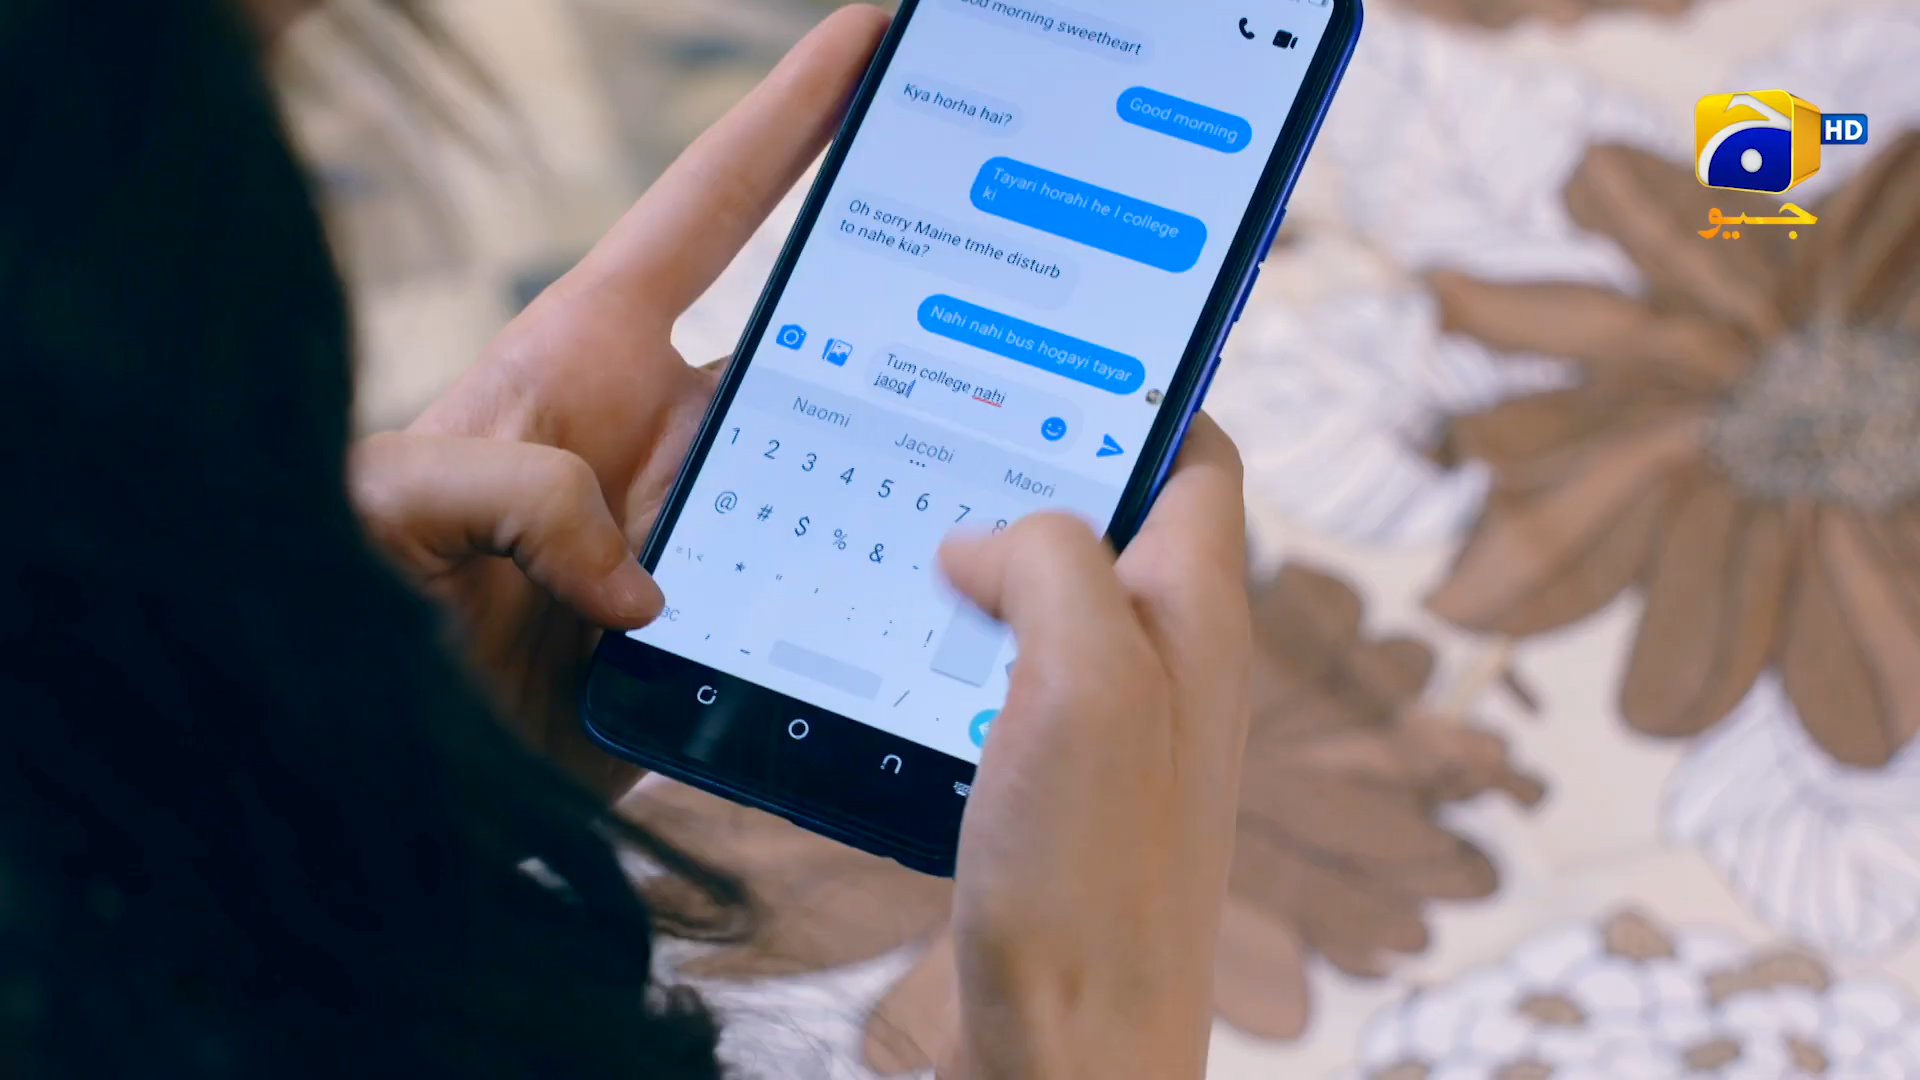 morning sweetheart
Good morning
Kya horha hai?
Tayari horahi he I college
ki
Oh sorry Maine tmhe disturb
to nahe kia?
Nahi nahi bus hogayi tayar
Tum college nahi
jaogi
Naomi Jacobi Maori
1 2 3 4 5 6 7 8
@ # $ % & -
= \ < * " ' : ; !
, _ / .
HD
جیو